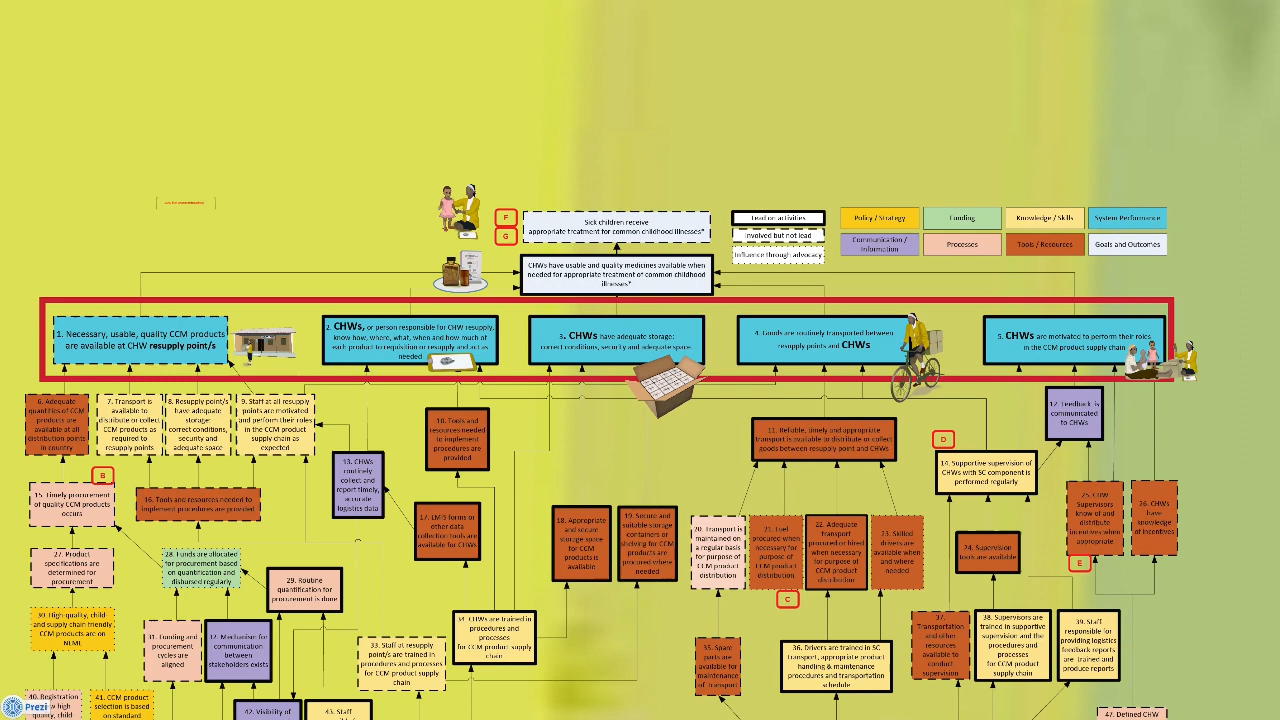 F
G
Sick children receive
appropriate treatment for common childhood illnesses*
Lead on activities
Involved but not lead
Influence through advocacy
Policy / Strategy
Funding
Knowledge / Skills
System Performance
Communication /
Information
Processes
Tools / Resources
Goals and Outcomes
CHWs have usable and quality medicines available when
needed for appropriate treatment of common childhood
illnesses*
1. Necessary, usable, quality CCM products
are available at CHW resupply point/s
2. CHWs, or person responsible for CHW resupply,
know how, where, what, when and how much of
each product to requisition or resupply and act as
needed
3. CHWs have adequate storage:
correct conditions, security and adequate space.
4. Goods are routinely transported between
resupply points and CHWs
5. CHWs are motivated to perform their roles
in the CCM product supply chain
6. Adequate
quantities of CCM
products are
available at all
distribution points
in country
7. Transport is
available to
distribute or collect
CCM products as
required to
resupply points
8. Resupply point/s
have adequate
storage:
correct conditions,
security and
adequate space
9. Staff at all resupply
points are motivated
and perform their roles
in the CCM product
supply chain as
expected
10. Tools and
resources needed
to implement
procedures are
provided
11. Reliable, timely and appropriate
transport is available to distribute or collect
goods between resupply point and CHWs
12. Feedback is
communicated
to CHWs
13. CHWs
routinely
collect and
report timely,
accurate
logistics data
D
14. Supportive supervision of
CHWs with SC component is
performed regularly
B
15. Timely procurement
of quality CCM products
occurs
16. Tools and resources needed to
implement procedures are provided
17. LMIS forms or
other data
collection tools are
available for CHWs
18. Appropriate
and secure
storage space
for CCM
products is
available
19. Secure and
suitable storage
containers or
shelving for CCM
products are
procured where
needed
20. Transport is
maintained on
a regular basis
for purpose of
CCM product
distribution
21. Fuel
procured when
necessary for
purpose of
CCM product
distribution
22. Adequate
transport
procured or hired
when necessary
for purpose of
CCM product
distribution
23. Skilled
drivers are
available when
and where
needed
24. Supervision
tools are available
25. CHW
Supervisors
know of and
distribute
incentives when
appropriate
26. CHWs
have
knowledge
of incentives
E
C
27. Product
specifications are
determined for
procurement
28. Funds are allocated
for procurement based
on quantification and
disbursed regularly
29. Routine
quantification for
procurement is done
30. High quality, child
and supply chain friendly
CCM products are on
NEML
31. Funding and
procurement
cycles are
aligned
32. Mechanism for
communication
between
stakeholders exists
33. Staff at resupply
point/s are trained in
procedures and processes
for CCM product supply
chain
34. CHWs are trained in
procedures and
processes
for CCM product supply
chain
35. Spare
parts are
available for
maintenance
of transport
36. Drivers are trained in SC
transport, appropriate product
handling & maintenance
procedures and transportation
schedule
37.
Transportation
and other
resources
available to
conduct
supervision
38. Supervisors are
trained in supportive
supervision and the
procedures and
processes
for CCM product
supply chain
39. Staff
responsible for
providing logistics
feedback reports
are trained and
produce reports
40. Registration
quality, child
41. CCM product
selection is based
on standard
42. Visibility of
43. Staff
47. Defined CHW
Prezi